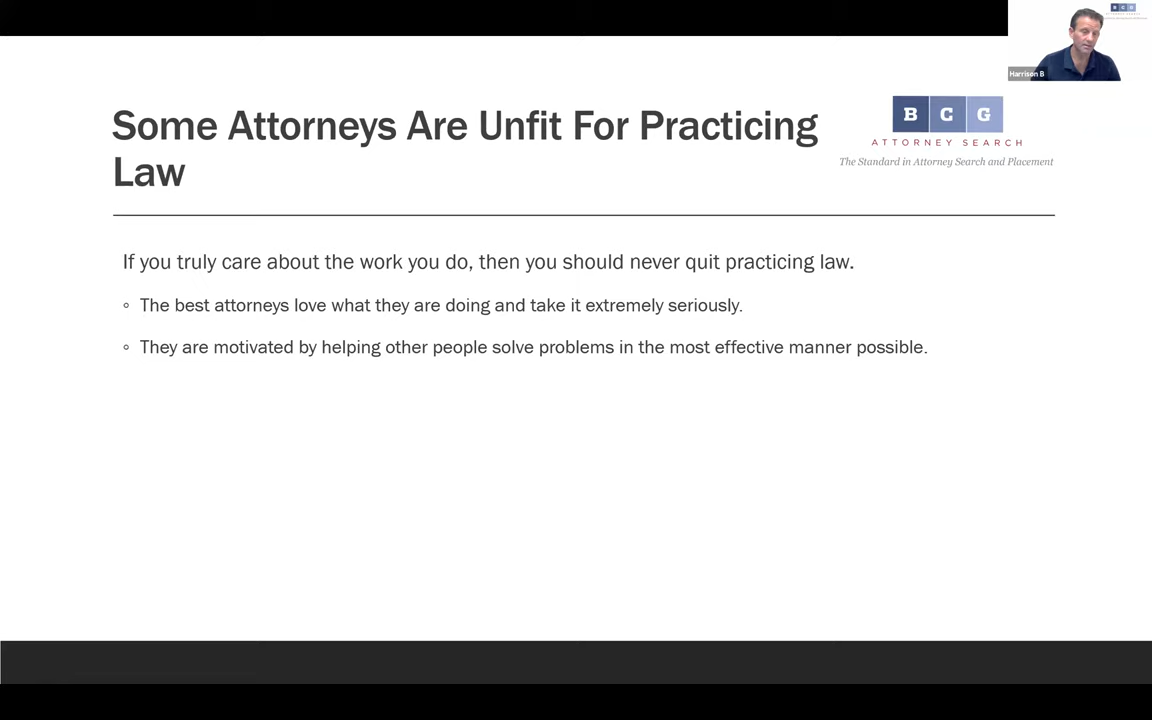 Harrison B
Some Attorneys Are Unfit For Practicing
Law
B C G
ATTORNEY SEARCH
The Standard in Attorney Search and Placement
If you truly care about the work you do, then you should never quit practicing law.
◦ The best attorneys love what they are doing and take it extremely seriously.
◦ They are motivated by helping other people solve problems in the most effective manner possible.